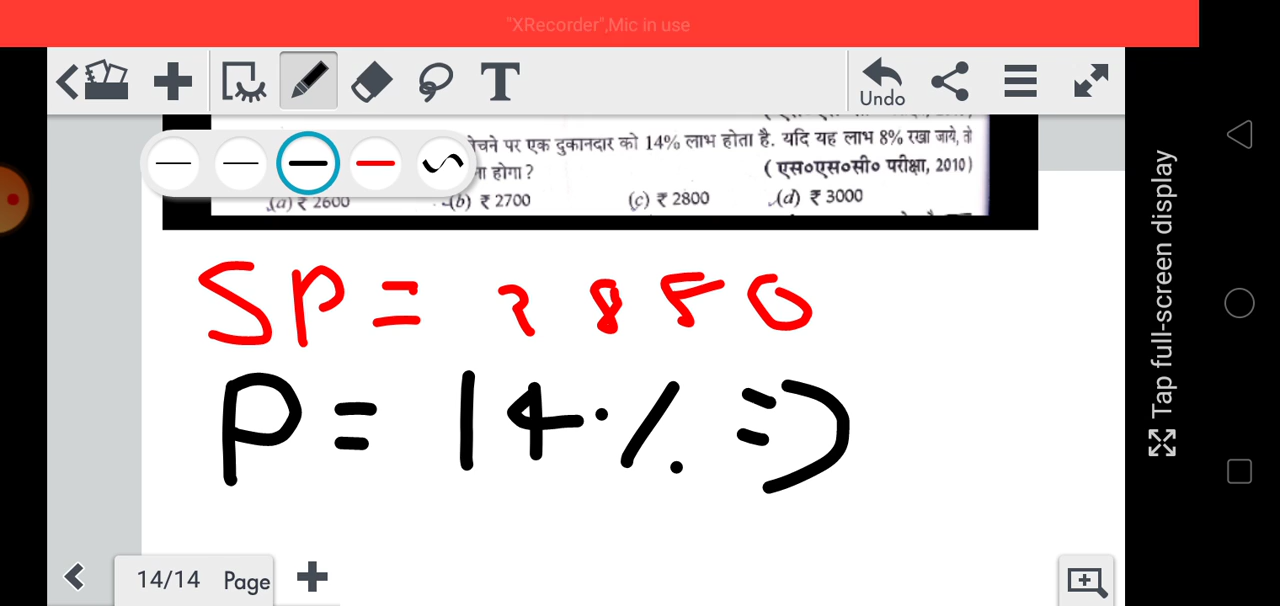 "XRecorder",Mic in use
Undo
T
चने पर एक दुकानदार को 14% लाभ होता है. यदि यह लाभ 8% रखा जाये, तो
ना होगा?
( एस०एस०सी० परीक्षा, 2010)
(a) ₹ 2600 (b) ₹ 2700 (c) ₹ 2800 (d) ₹ 3000
SP = 2850
P = 14 % =>
14/14 Page
Tap full-screen display